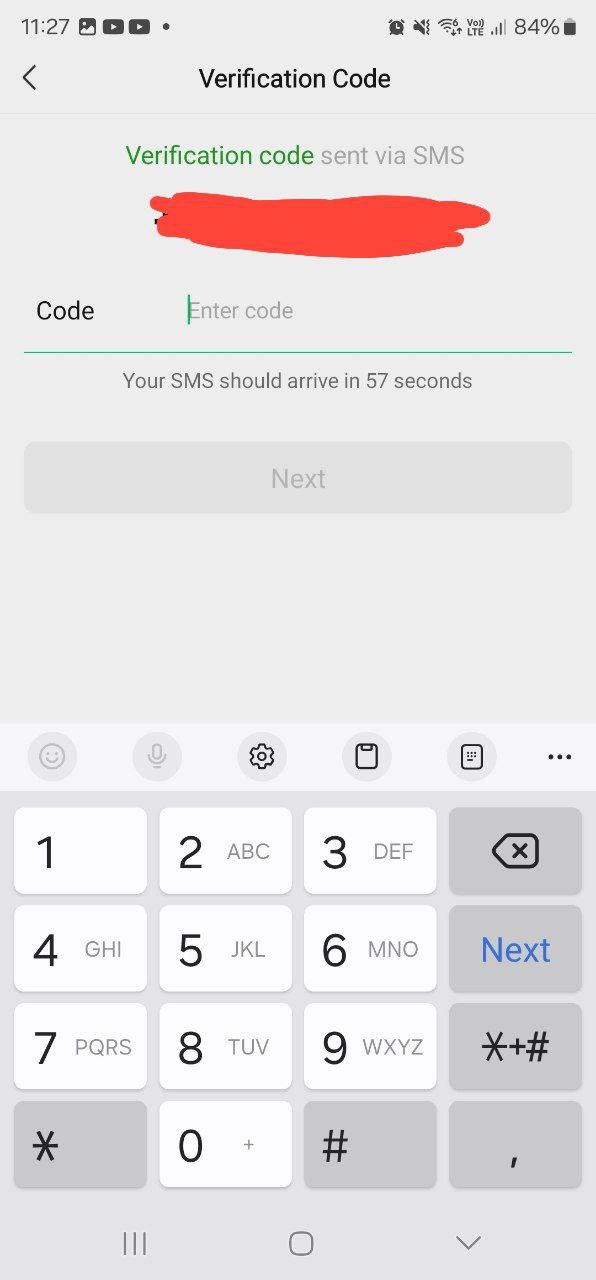 11:27 Vo)) LTE 84%
Verification Code
Verification code sent via SMS
Code Enter code
Your SMS should arrive in 57 seconds
Next
1 2 ABC 3 DEF
4 GHI 5 JKL 6 MNO Next
7 PQRS 8 TUV 9 WXYZ *+#
* 0 + # ,